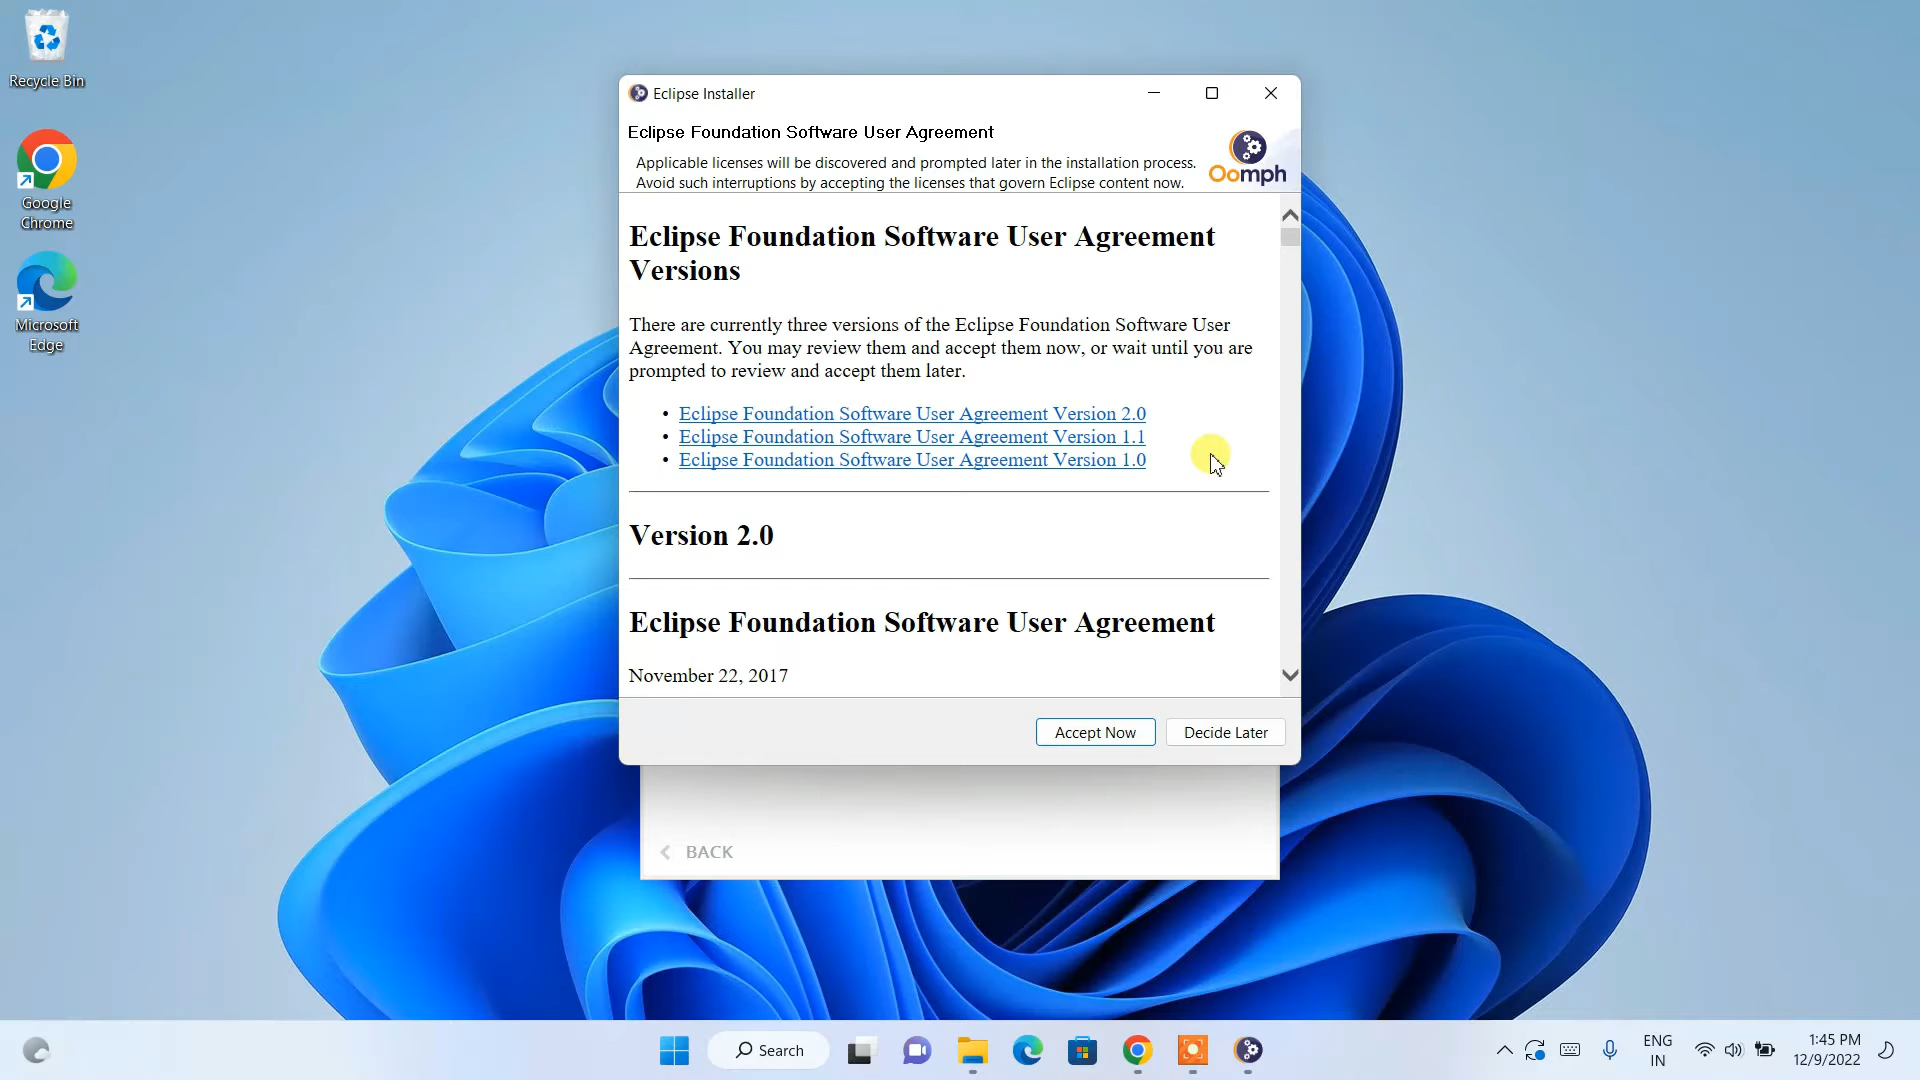 Recycle Bin
Google
Chrome
Microsoft
Edge
Eclipse Installer
Eclipse Foundation Software User Agreement
Applicable licenses will be discovered and prompted later in the installation process.
Avoid such interruptions by accepting the licenses that govern Eclipse content now.
Oomph
Eclipse Foundation Software User Agreement
Versions
There are currently three versions of the Eclipse Foundation Software User
Agreement. You may review them and accept them now, or wait until you are
prompted to review and accept them later.
• Eclipse Foundation Software User Agreement Version 2.0
• Eclipse Foundation Software User Agreement Version 1.1
• Eclipse Foundation Software User Agreement Version 1.0
Version 2.0
Eclipse Foundation Software User Agreement
November 22, 2017
Accept Now
Decide Later
BACK
Search
ENG
IN
1:45 PM
12/9/2022